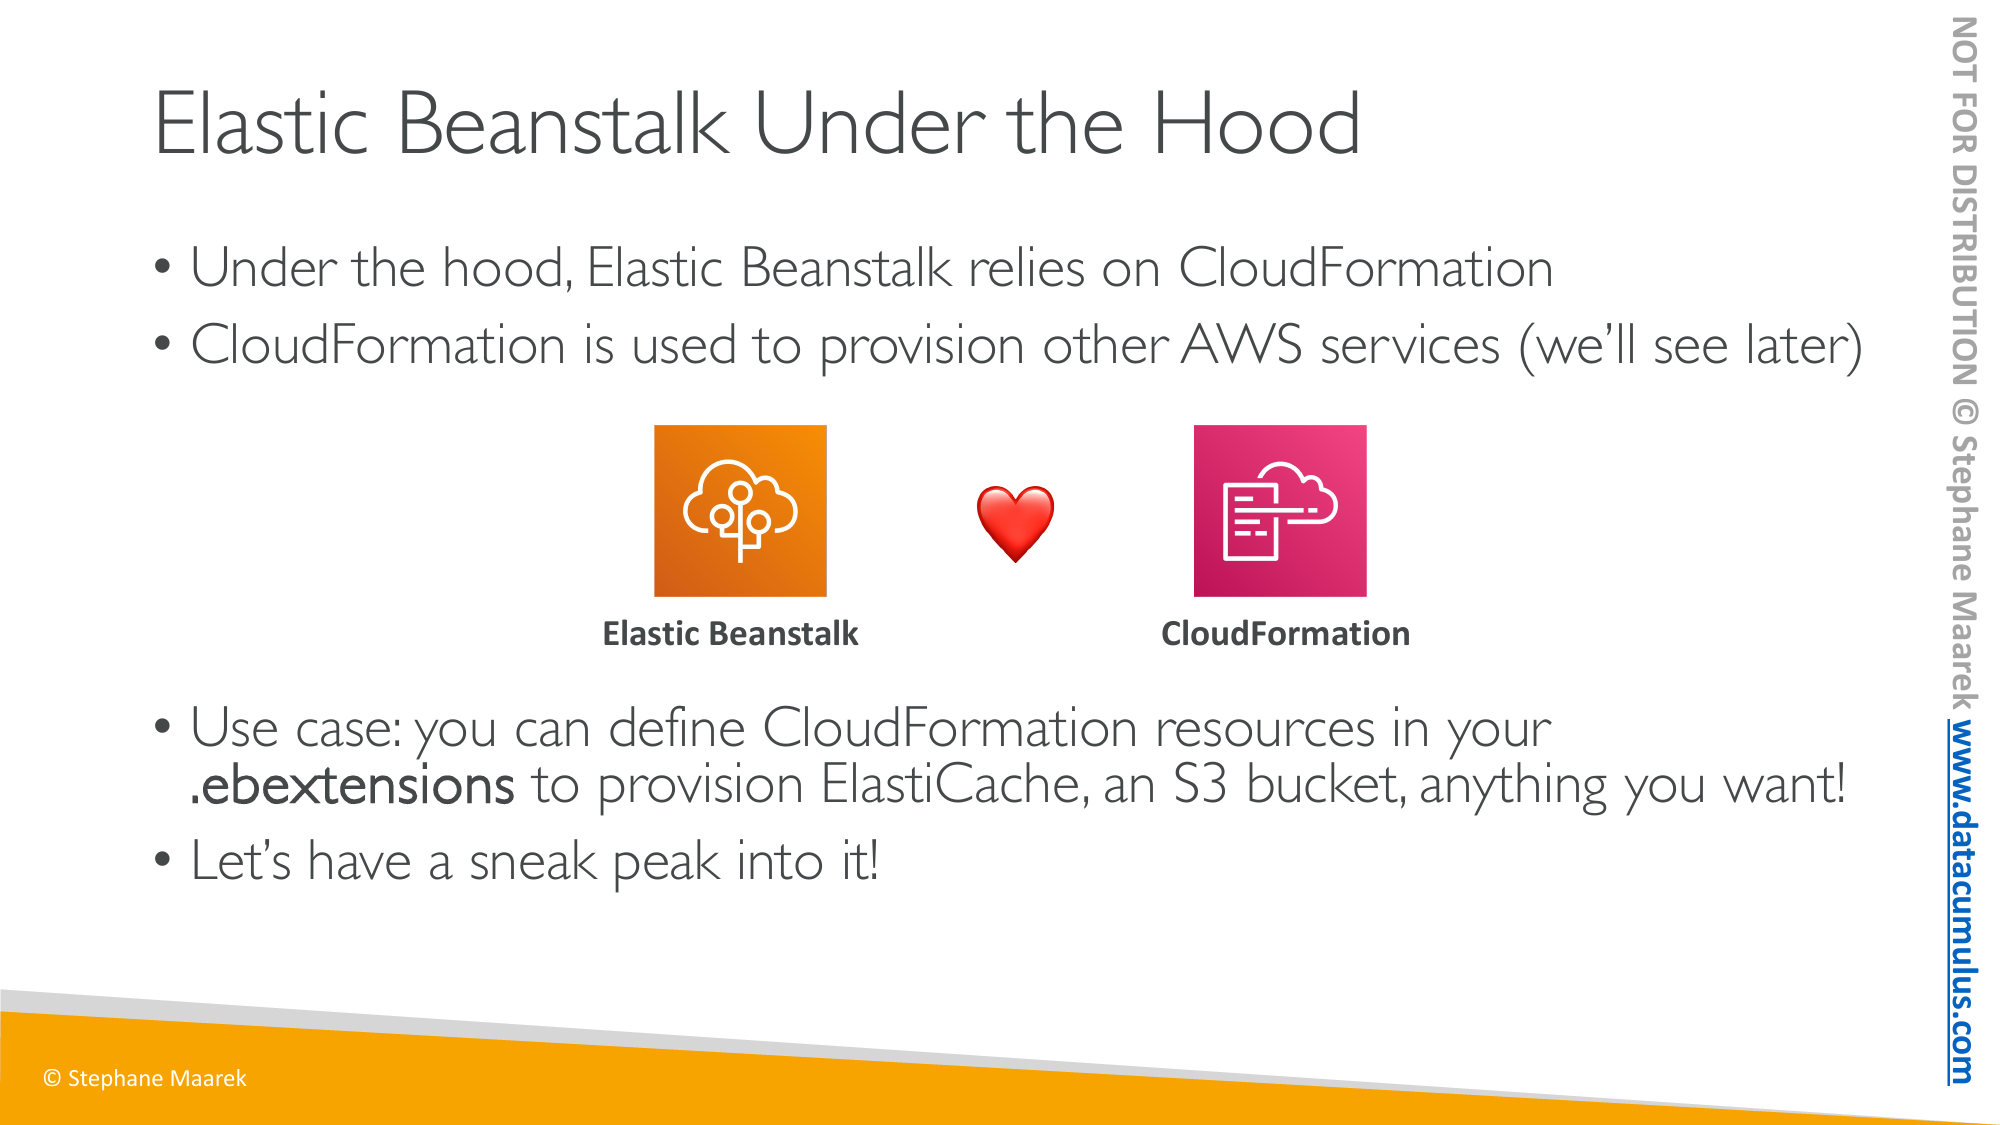 Elastic Beanstalk Under the Hood
• Under the hood, Elastic Beanstalk relies on CloudFormation
• CloudFormation is used to provision other AWS services (we’ll see later)
Elastic Beanstalk
CloudFormation
• Use case: you can define CloudFormation resources in your
.ebextensions to provision ElastiCache, an S3 bucket, anything you want!
• Let’s have a sneak peak into it!
© Stephane Maarek
NOT FOR DISTRIBUTION © Stephane Maarek www.datacumulus.com